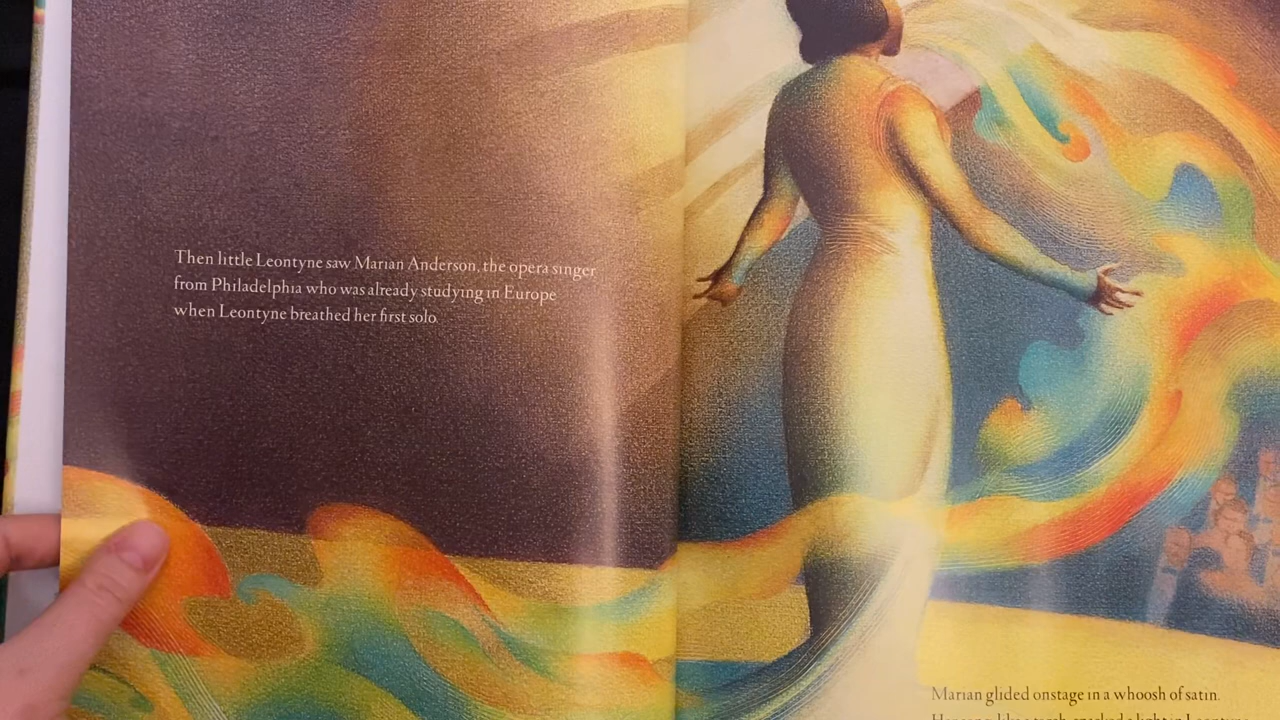 Then little Leontyne saw Marian Anderson, the opera singer
from Philadelphia who was already studying in Europe
when Leontyne breathed her first solo.
Marian glided onstage in a whoosh of satin.